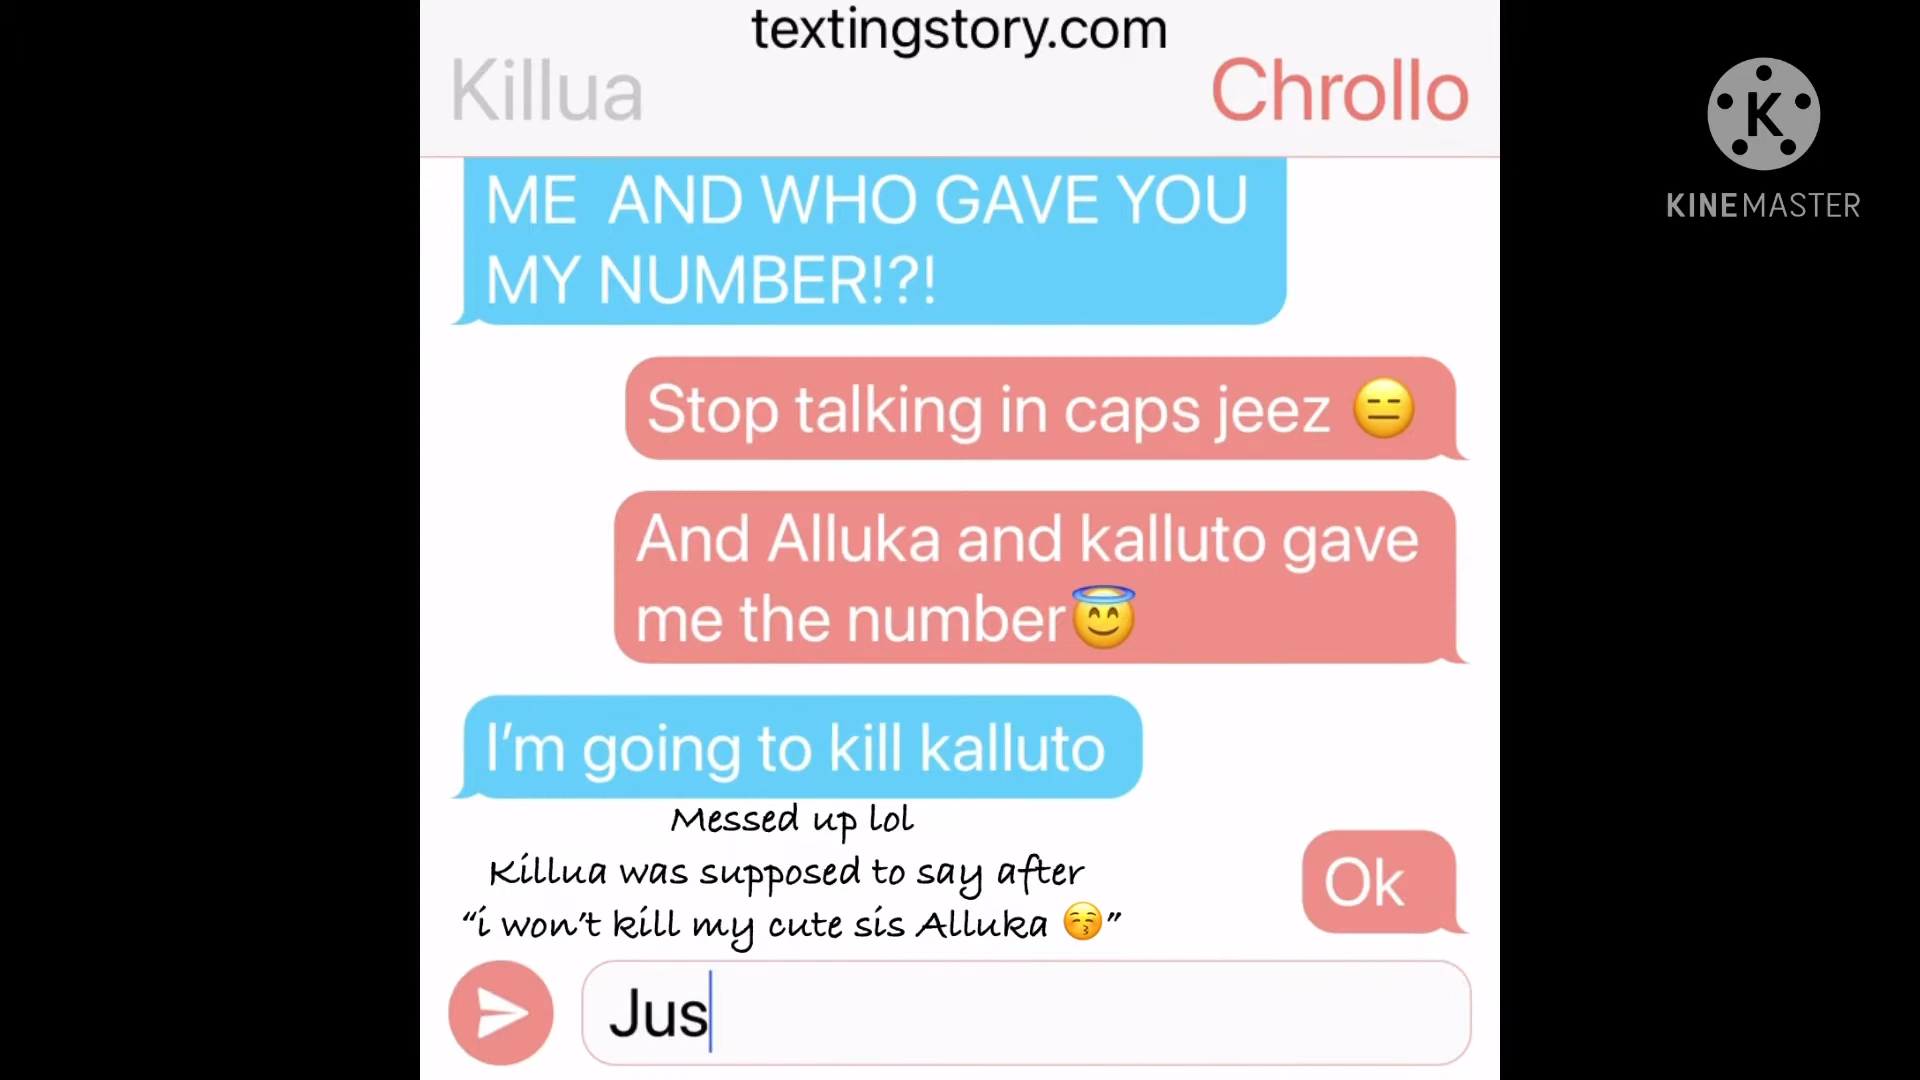 textingstory.com
Killua
Chrollo
K
KINEMASTER
ME AND WHO GAVE YOU
MY NUMBER!?!
Stop talking in caps jeez 😑
And Alluka and kalluto gave
me the number😇
I’m going to kill kalluto
Messed up lol
Killua was supposed to say after
“i won’t kill my cute sis Alluka 😚”
Ok
Jus